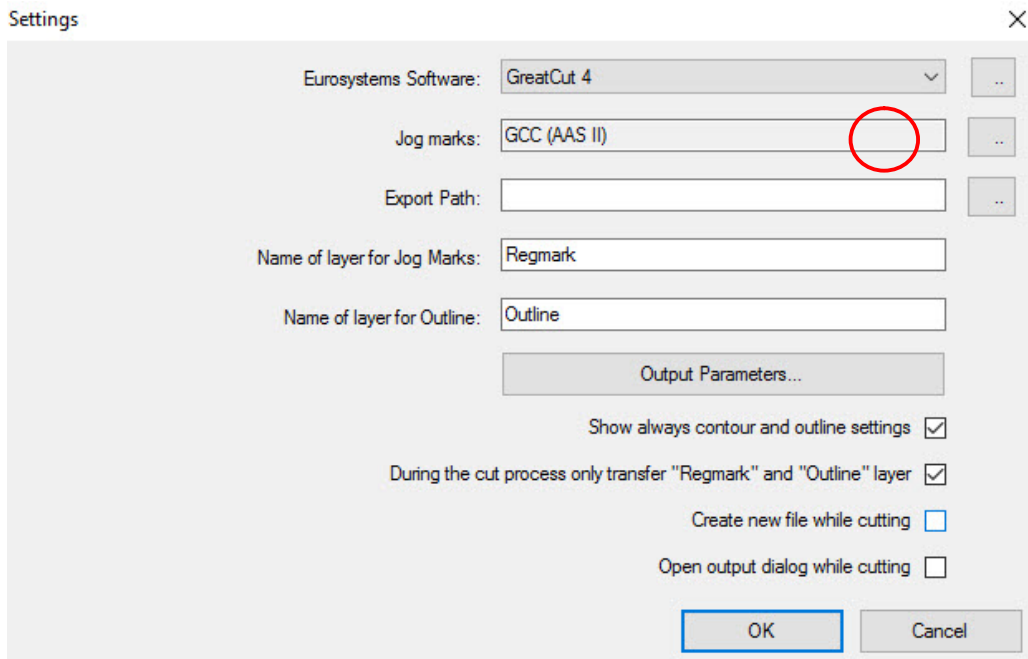 Settings
Eurosystems Software: GreatCut 4 ..
Jog marks: GCC (AAS II) ..
Export Path: ..
Name of layer for Jog Marks: Regmark
Name of layer for Outline: Outline
Output Parameters...
Show always contour and outline settings
During the cut process only transfer "Regmark" and "Outline" layer
Create new file while cutting
Open output dialog while cutting
OK Cancel